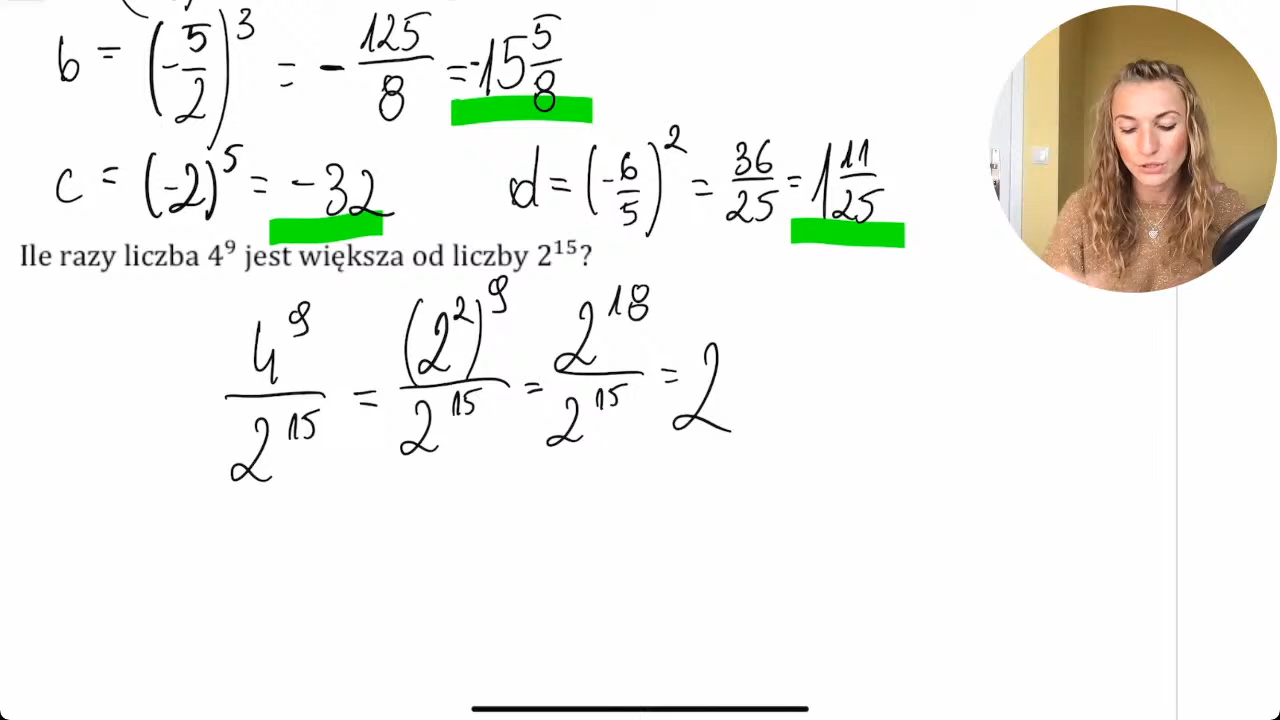 b = (-5/2)^3 = -125/8 = -15 5/8
c = (-2)^5 = -32 d = (-6/5)^2 = 36/25 = 1 11/25
Ile razy liczba 4^9 jest większa od liczby 2^15?
4^9/2^15 = (2^2)^9/2^15 = 2^18/2^15 = 2